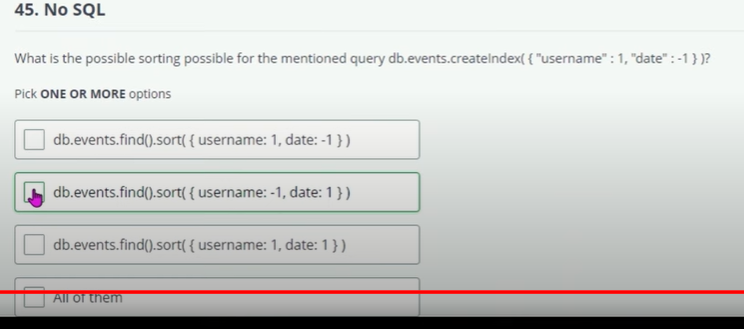 45. No SQL
What is the possible sorting possible for the mentioned query db.events.createIndex( { "username" : 1, "date" : -1 } )?
Pick ONE OR MORE options
db.events.find().sort( { username: 1, date: -1 } )
db.events.find().sort( { username: -1, date: 1 } )
db.events.find().sort( { username: 1, date: 1 } )
All of them